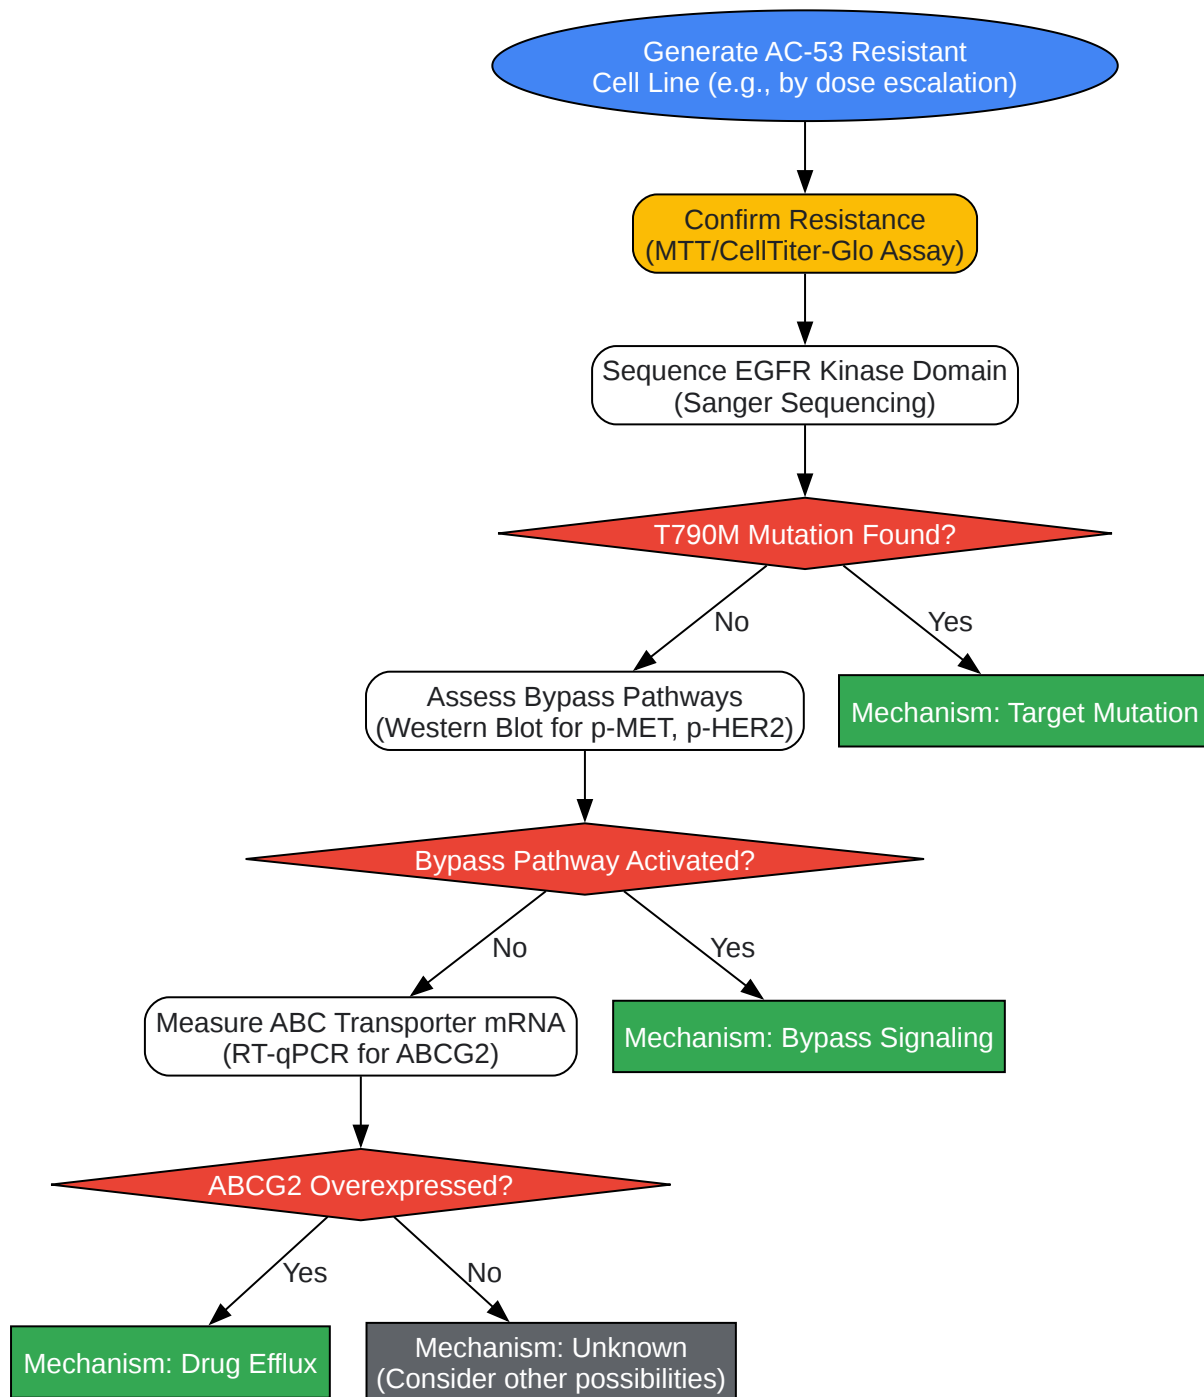 Generate AC-53 Resistant
Cell Line (e.g., by dose escalation)
Confirm Resistance
(MTT/CellTiter-Glo Assay)
Sequence EGFR Kinase Domain
(Sanger Sequencing)
T790M Mutation Found?
No
Yes
Assess Bypass Pathways
(Western Blot for p-MET, p-HER2)
Mechanism: Target Mutation
Bypass Pathway Activated?
No
Yes
Measure ABC Transporter mRNA
(RT-qPCR for ABCG2)
Mechanism: Bypass Signaling
ABCG2 Overexpressed?
Yes
No
Mechanism: Drug Efflux
Mechanism: Unknown
(Consider other possibilities)